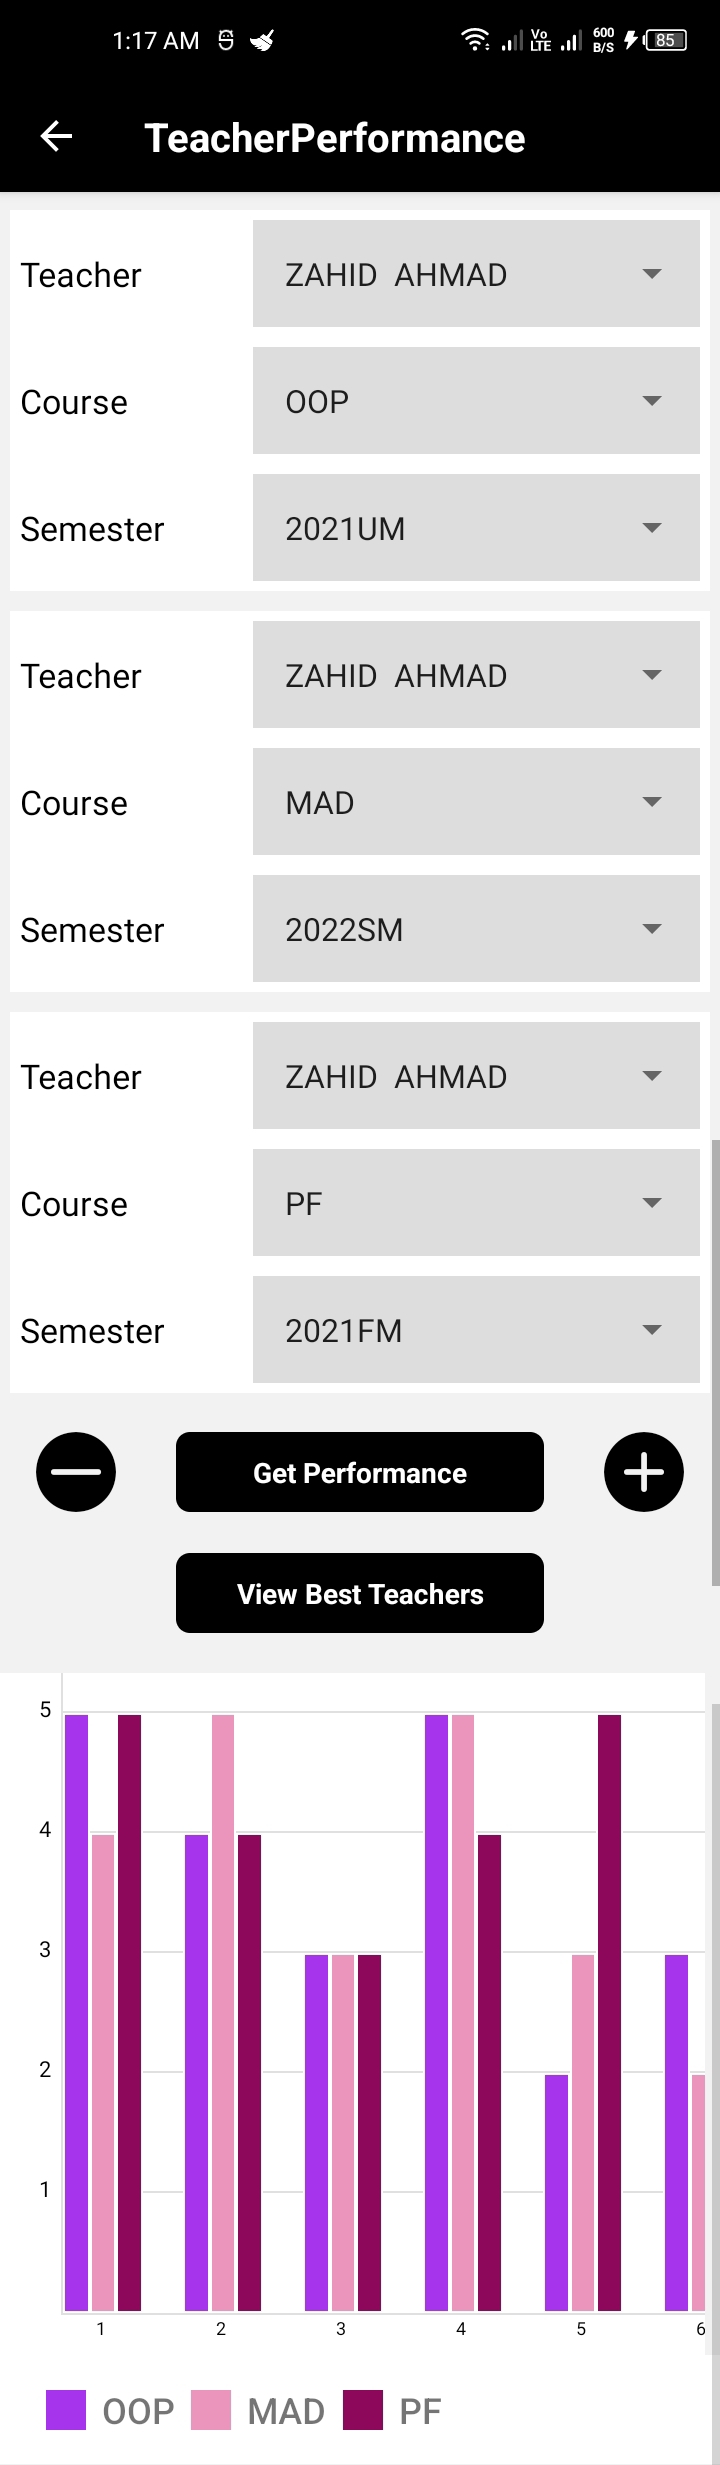 1:17 AM Vo LTE 600 B/S 85
TeacherPerformance
Teacher ZAHID AHMAD
Course OOP
Semester 2021UM
Teacher ZAHID AHMAD
Course MAD
Semester 2022SM
Teacher ZAHID AHMAD
Course PF
Semester 2021FM
Get Performance
View Best Teachers
5
4
3
2
1
1 2 3 4 5 6
OOP MAD PF